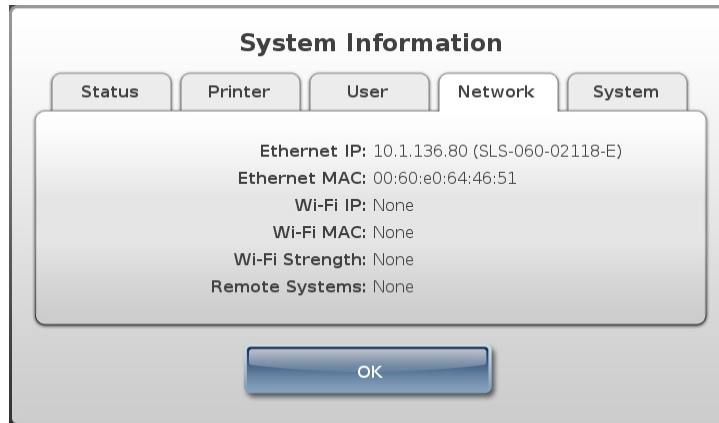 System Information
Status Printer User Network System
Ethernet IP: 10.1.136.80 (SLS-060-02118-E)
Ethernet MAC: 00:60:e0:64:46:51
Wi-Fi IP: None
Wi-Fi MAC: None
Wi-Fi Strength: None
Remote Systems: None
OK